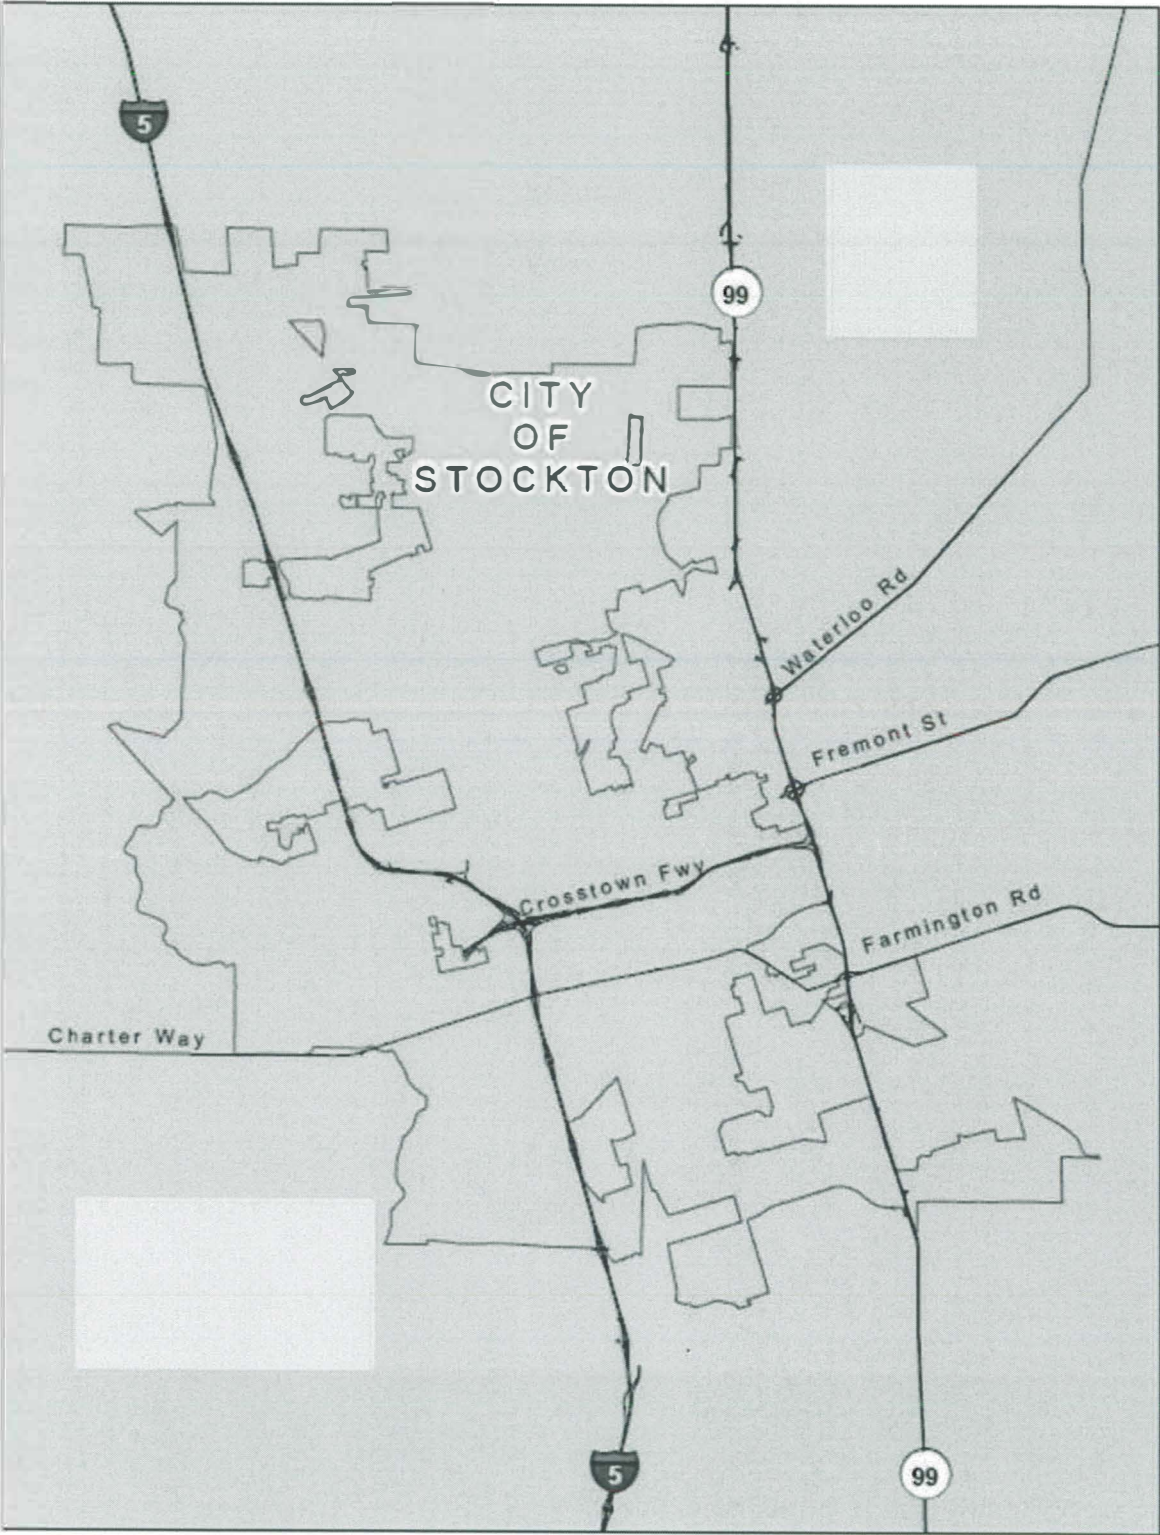 5
99
CITY
OF
STOCKTON
Waterloo Rd
Fremont St
Crosstown Fwy
Farmington Rd
Charter Way
5
99